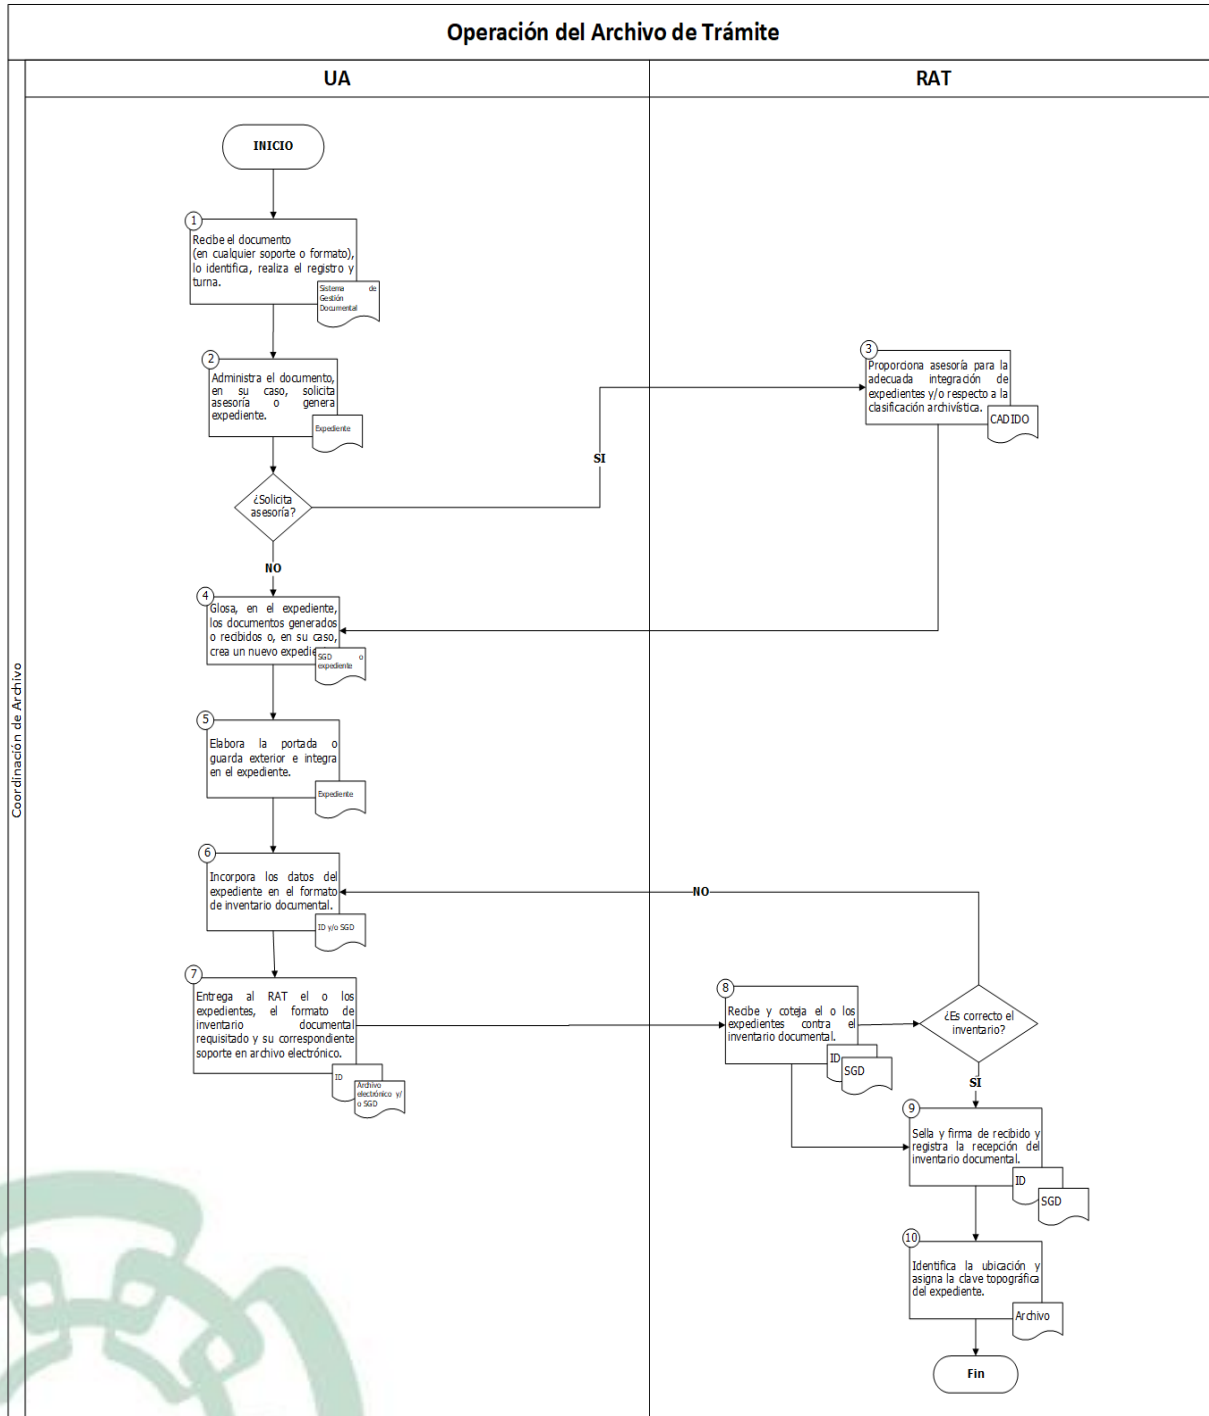 Operación del Archivo de Trámite
UA
RAT
Coordinación de Archivo
INICIO
1
Recibe el documento
(en cualquier soporte o formato),
lo identifica, realiza el registro y
turna.
Sistema de
Gestión
Documental
2
Administra el documento,
en su caso, solicita
asesoría o genera
expediente.
Expediente
3
Proporciona asesoría para la
adecuada integración de
expedientes y/o respecto a la
clasificación archivística.
CADIDO
SI
¿Solicita
asesoría?
NO
4
Glosa, en el expediente,
los documentos generados
o recibidos o, en su caso,
crea un nuevo
SGD o
expediente
5
Elabora la portada o
guarda exterior e integra
en el expediente.
Expediente
6
Incorpora los datos del
expediente en el formato
de inventario documental.
ID y/o SGD
NO
7
Entrega al RAT el o los
expedientes, el formato de
inventario documental
requisitado y su correspondiente
soporte en archivo electrónico.
ID
Archivo
electrónico y/
o SGD
8
Recibe y coteja el o los
expedientes contra el
inventario documental.
ID
SGD
¿Es correcto el
inventario?
SI
9
Sella y firma de recibido y
registra la recepción del
inventario documental.
ID
SGD
10
Identifica la ubicación y
asigna la clave topográfica
del expediente.
Archivo
Fin